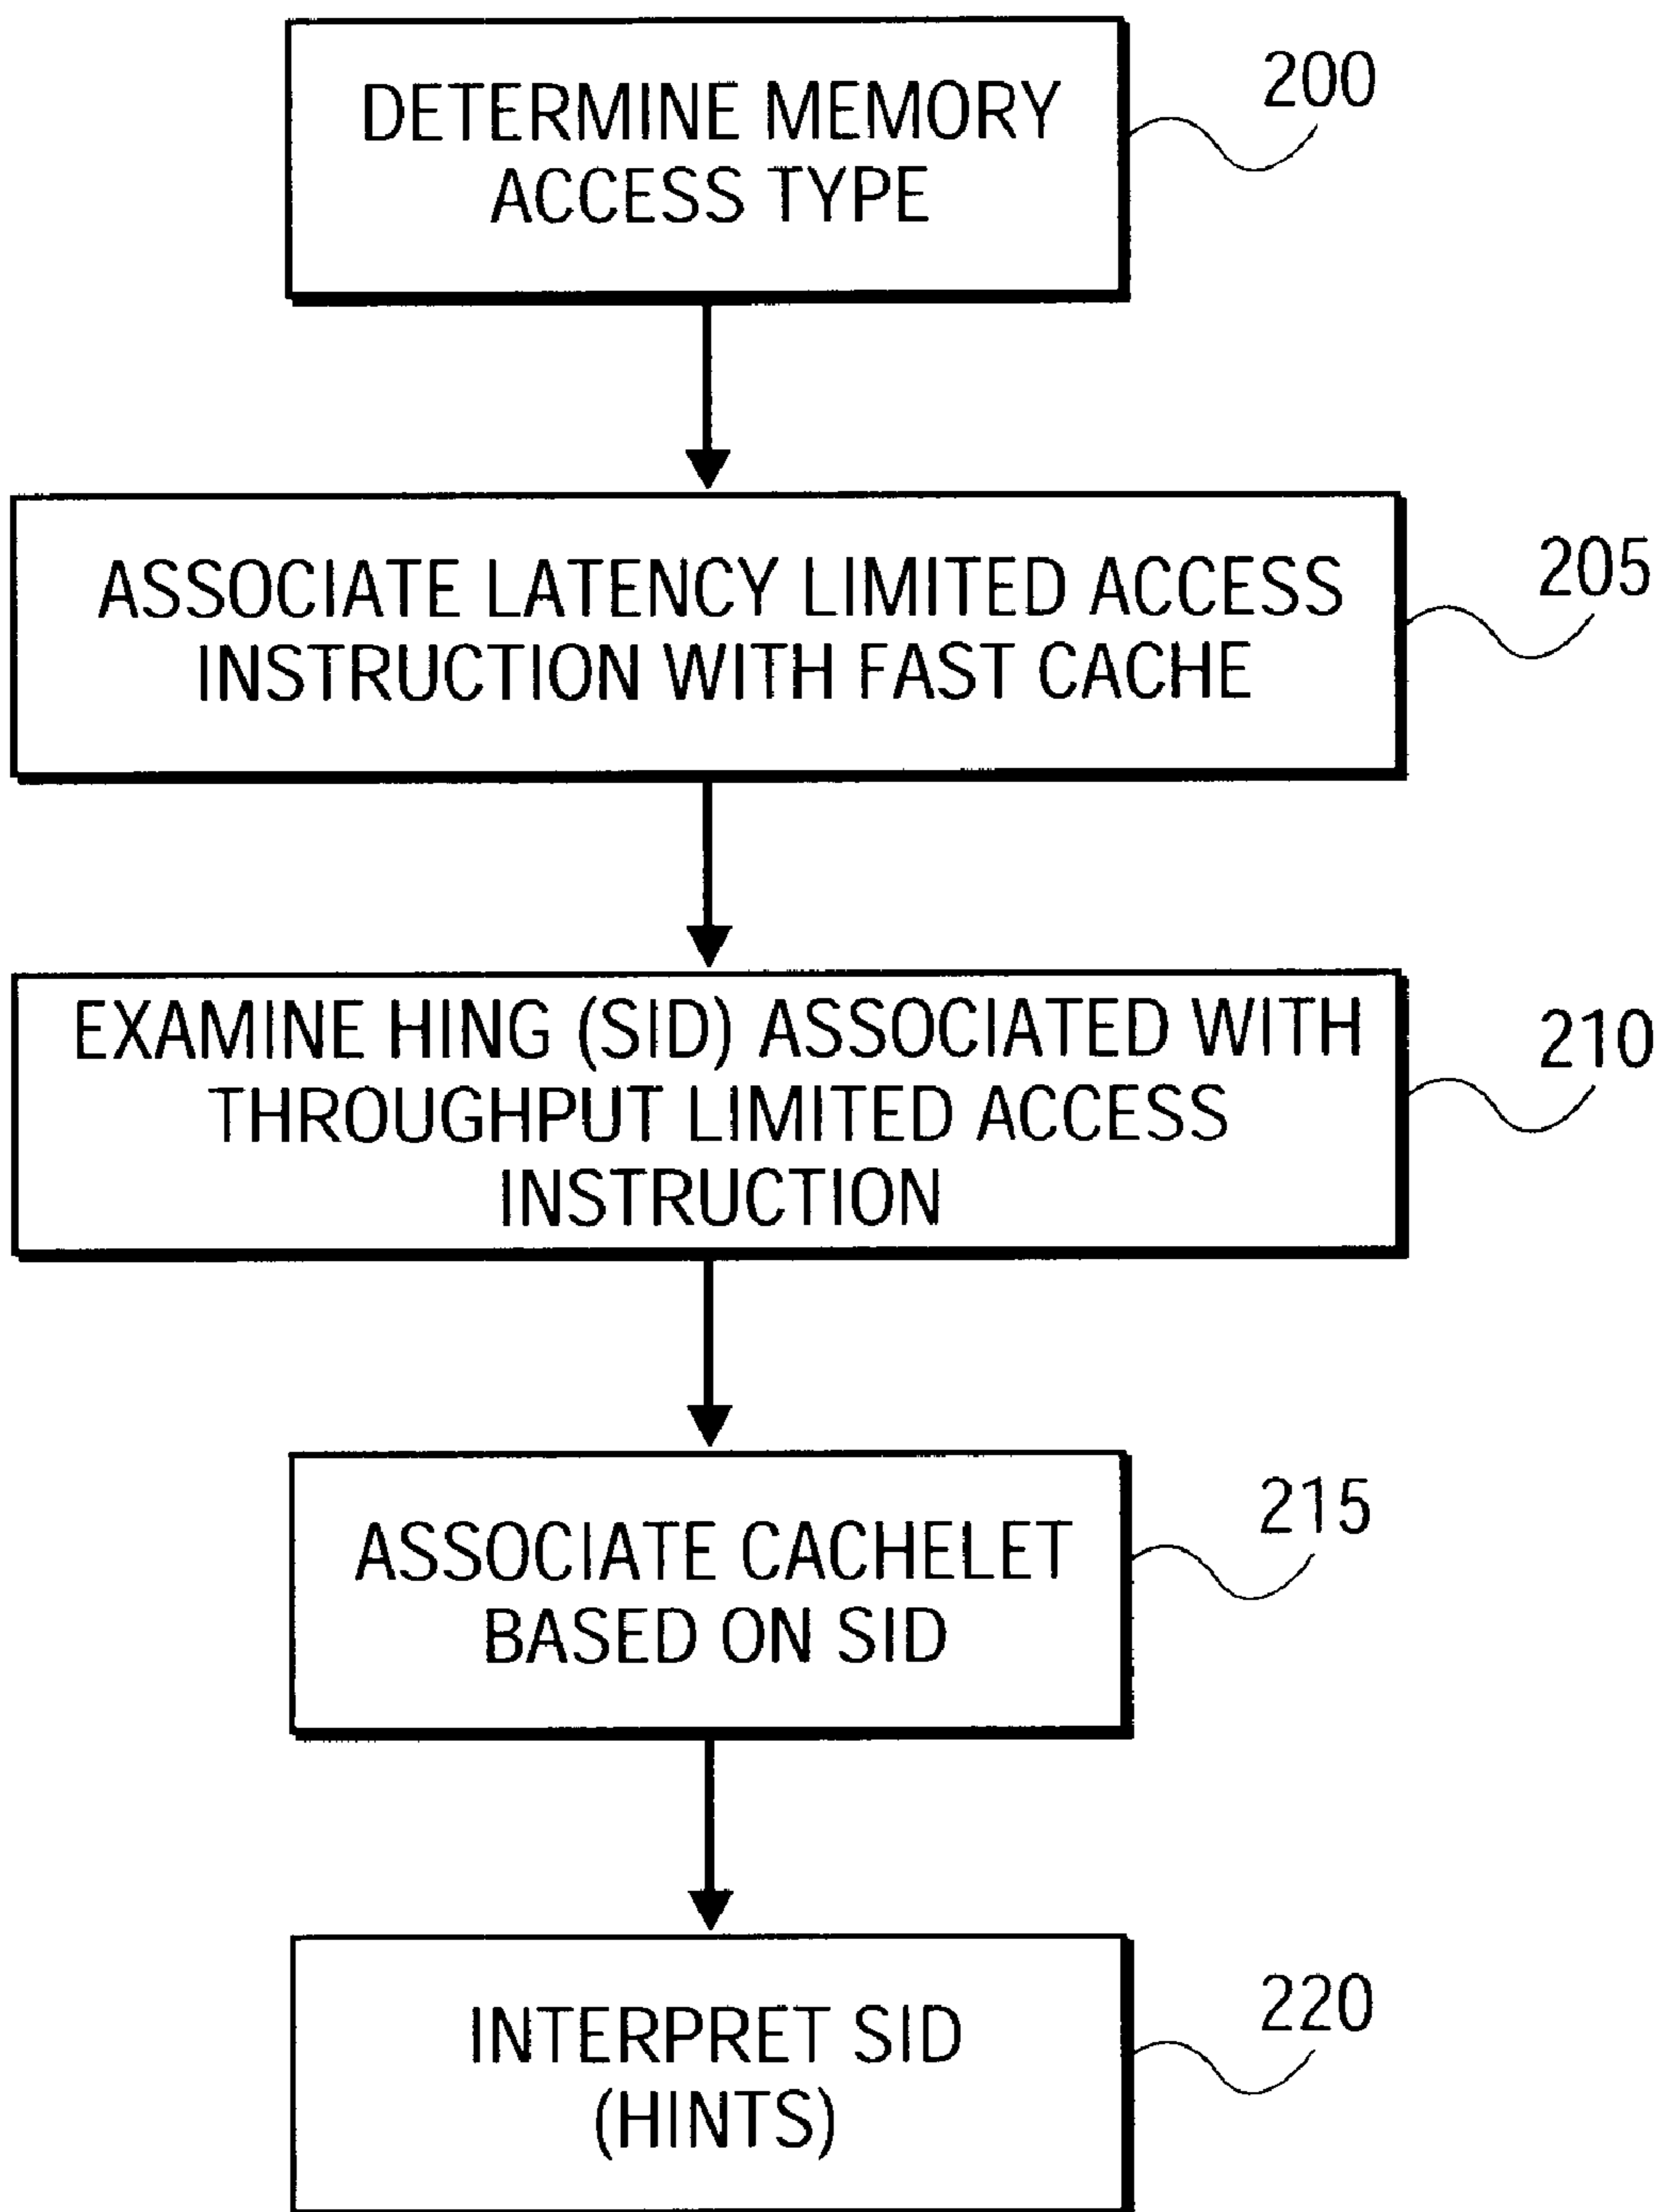 DETERMINE MEMORY
ACCESS TYPE
200
ASSOCIATE LATENCY LIMITED ACCESS
INSTRUCTION WITH FAST CACHE
205
EXAMINE HING (SID) ASSOCIATED WITH
THROUGHPUT LIMITED ACCESS
INSTRUCTION
210
ASSOCIATE CACHELET
BASED ON SID
215
INTERPRET SID
(HINTS)
220